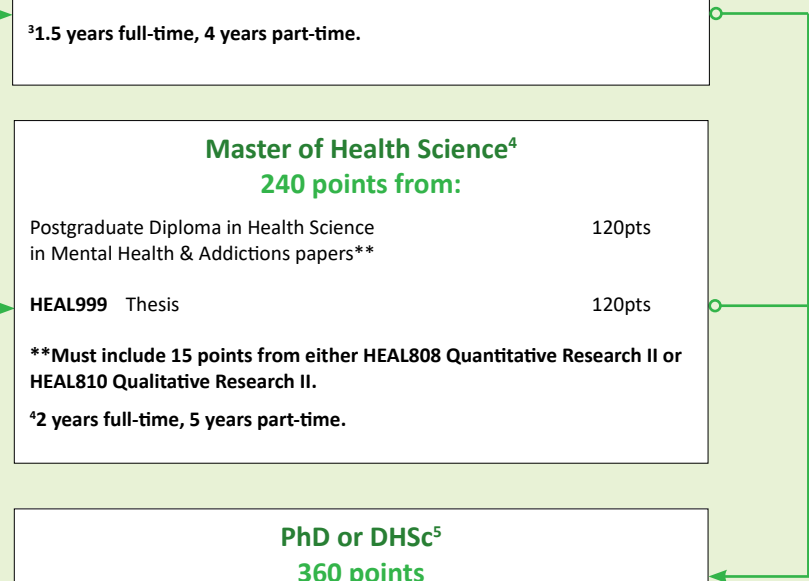 ³1.5 years full-time, 4 years part-time.
Master of Health Science⁴
240 points from:
Postgraduate Diploma in Health Science 120pts
in Mental Health & Addictions papers**
HEAL999 Thesis 120pts
**Must include 15 points from either HEAL808 Quantitative Research II or
HEAL810 Qualitative Research II.
⁴2 years full-time, 5 years part-time.
PhD or DHSc⁵
360 points